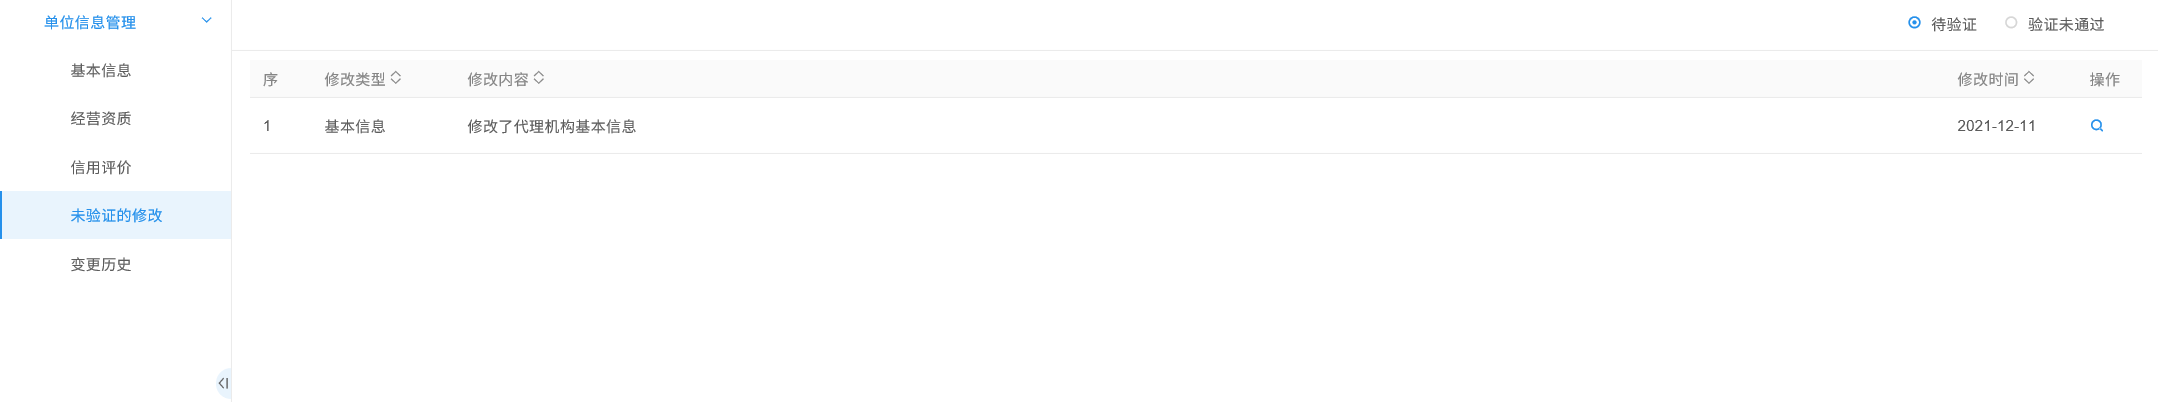 单位信息管理
基本信息
经营资质
信用评价
未验证的修改
变更历史
待验证 验证未通过
序 修改类型 修改内容 修改时间 操作
1 基本信息 修改了代理机构基本信息 2021-12-11